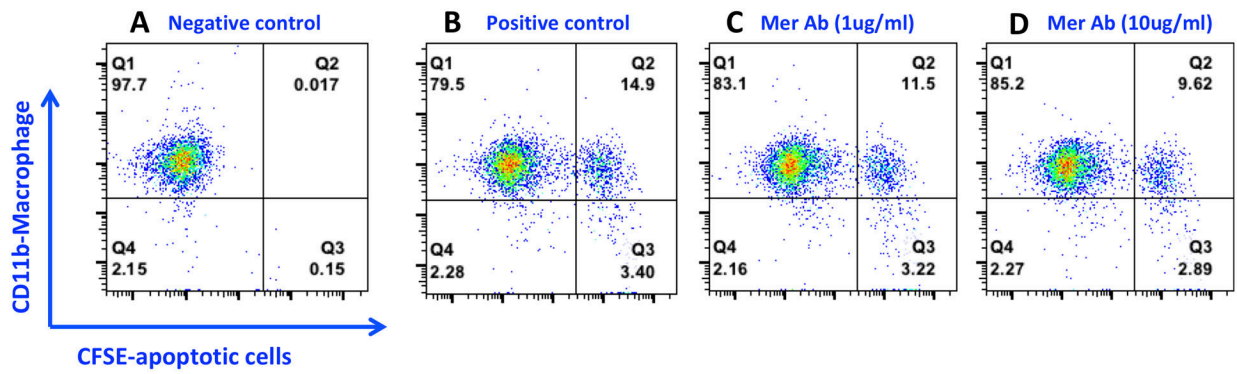 A Negative control
B Positive control
C Mer Ab (1ug/ml)
D Mer Ab (10ug/ml)
CD11b-Macrophage
Q1
97.7
Q2
0.017
Q4
2.15
Q3
0.15
Q1
79.5
Q2
14.9
Q4
2.28
Q3
3.40
Q1
83.1
Q2
11.5
Q4
2.16
Q3
3.22
Q1
85.2
Q2
9.62
Q4
2.27
Q3
2.89
CFSE-apoptotic cells